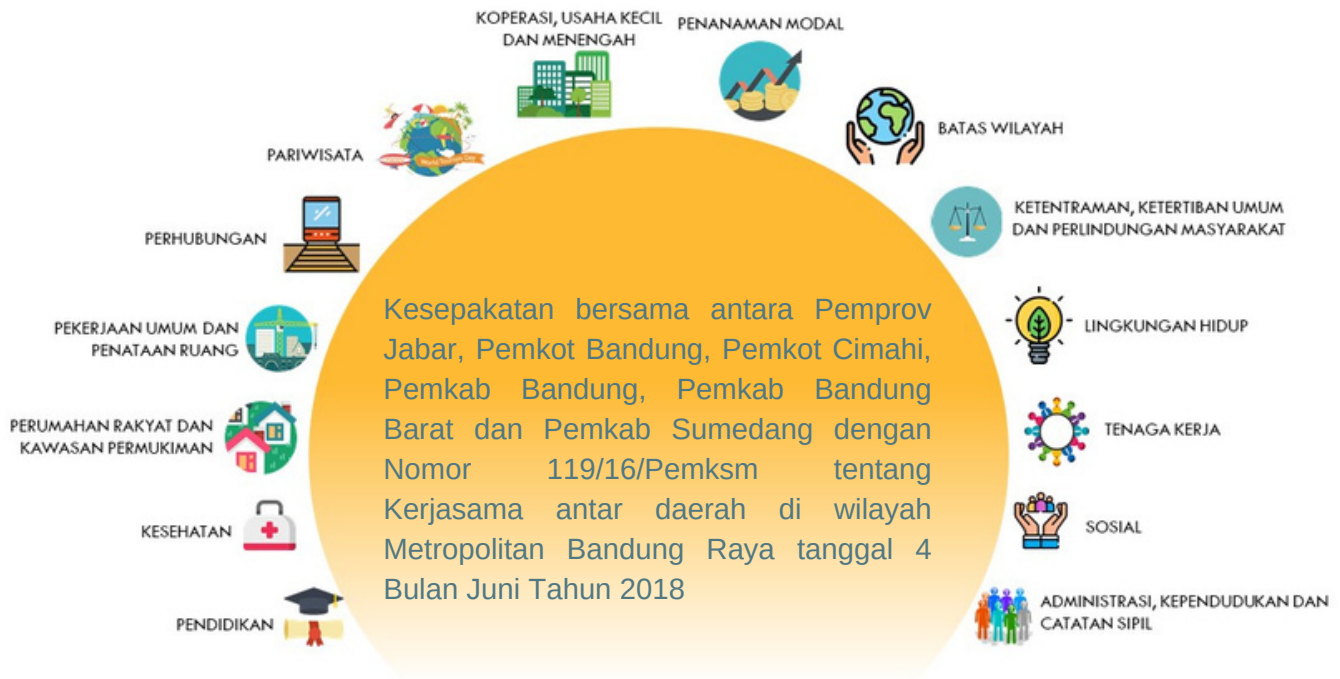 KOPERASI, USAHA KECIL
DAN MENENGAH
PENANAMAN MODAL
PARIWISATA
World Tourism Day
BATAS WILAYAH
PERHUBUNGAN
KETENTRAMAN, KETERTIBAN UMUM
DAN PERLINDUNGAN MASYARAKAT
PEKERJAAN UMUM DAN
PENATAAN RUANG
LINGKUNGAN HIDUP
PERUMAHAN RAKYAT DAN
KAWASAN PERMUKIMAN
TENAGA KERJA
KESEHATAN
SOSIAL
PENDIDIKAN
ADMINISTRASI, KEPENDUDUKAN DAN
CATATAN SIPIL
Kesepakatan bersama antara Pemprov
Jabar, Pemkot Bandung, Pemkot Cimahi,
Pemkab Bandung, Pemkab Bandung
Barat dan Pemkab Sumedang dengan
Nomor 119/16/Pemksm tentang
Kerjasama antar daerah di wilayah
Metropolitan Bandung Raya tanggal 4
Bulan Juni Tahun 2018